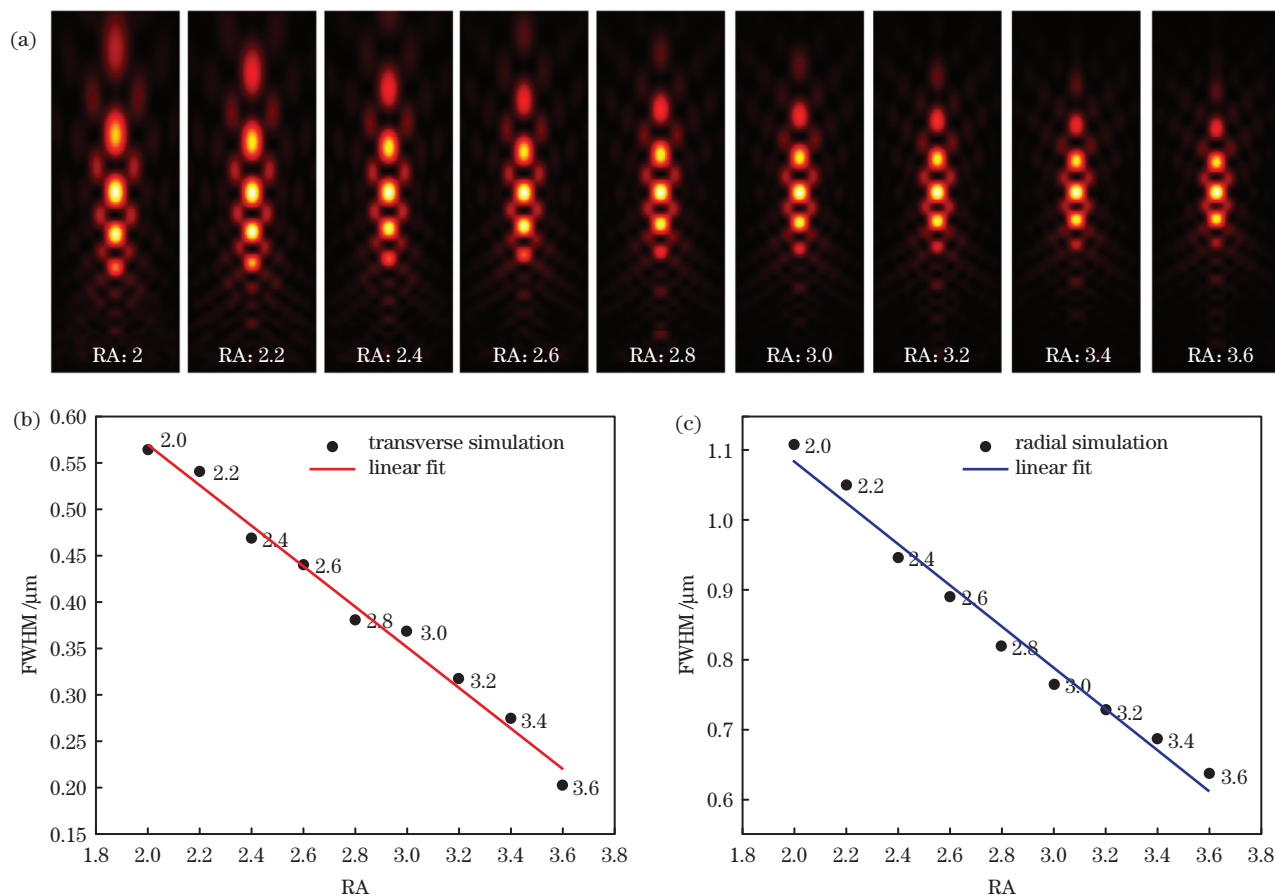 (a)
RA: 2 RA: 2.2 RA: 2.4 RA: 2.6 RA: 2.8 RA: 3.0 RA: 3.2 RA: 3.4 RA: 3.6
(b)
0.60
0.55
0.50
0.45
0.40
0.35
0.30
0.25
0.20
0.15
FWHM /μm
transverse simulation
linear fit
2.0
2.2
2.4
2.6
2.8
3.0
3.2
3.4
3.6
1.8 2.0 2.2 2.4 2.6 2.8 3.0 3.2 3.4 3.6 3.8
RA
(c)
1.1
1.0
0.9
0.8
0.7
0.6
FWHM /μm
radial simulation
linear fit
2.0
2.2
2.4
2.6
2.8
3.0
3.2
3.4
3.6
1.8 2.0 2.2 2.4 2.6 2.8 3.0 3.2 3.4 3.6 3.8
RA